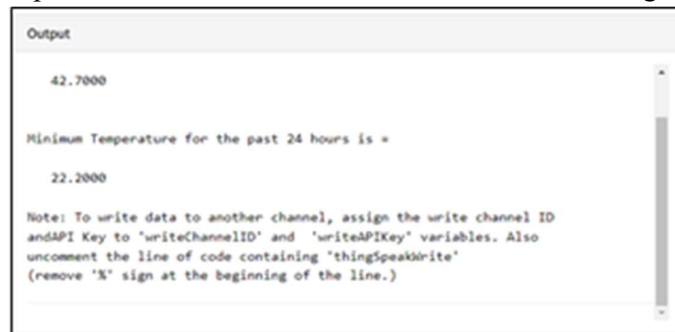 Output
42.7000
Minimum Temperature for the past 24 hours is =
22.2000
Note: To write data to another channel, assign the write channel ID
andAPI Key to 'writeChannelID' and 'writeAPIKey' variables. Also
uncomment the line of code containing 'thingSpeakWrite'
(remove '%' sign at the beginning of the line.)